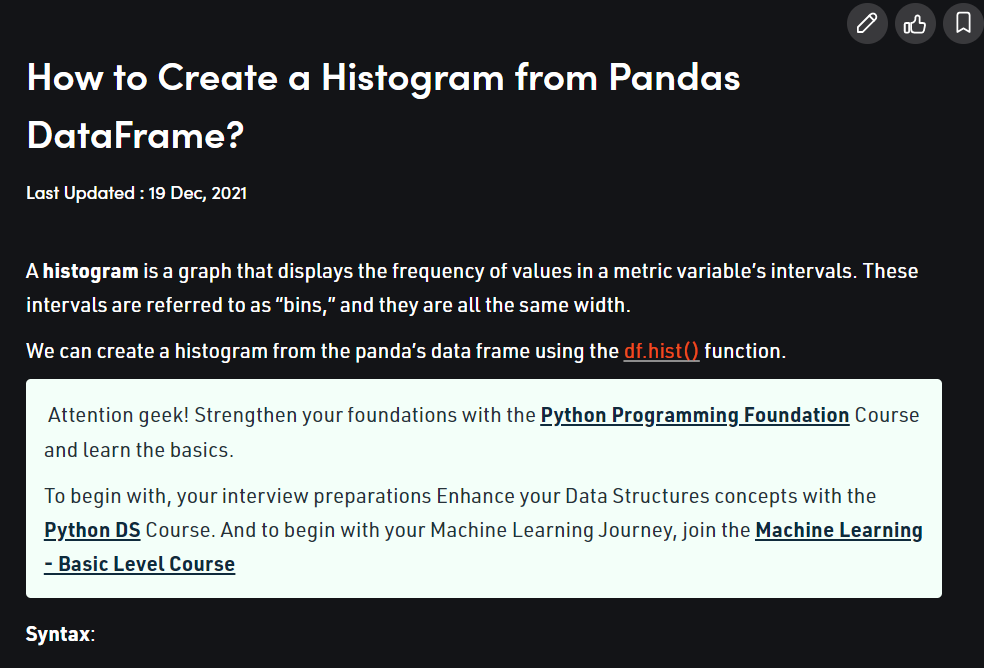 How to Create a Histogram from Pandas
DataFrame?
Last Updated : 19 Dec, 2021
A histogram is a graph that displays the frequency of values in a metric variable’s intervals. These
intervals are referred to as “bins,” and they are all the same width.
We can create a histogram from the panda’s data frame using the df.hist() function.
Attention geek! Strengthen your foundations with the Python Programming Foundation Course
and learn the basics.
To begin with, your interview preparations Enhance your Data Structures concepts with the
Python DS Course. And to begin with your Machine Learning Journey, join the Machine Learning
- Basic Level Course
Syntax: